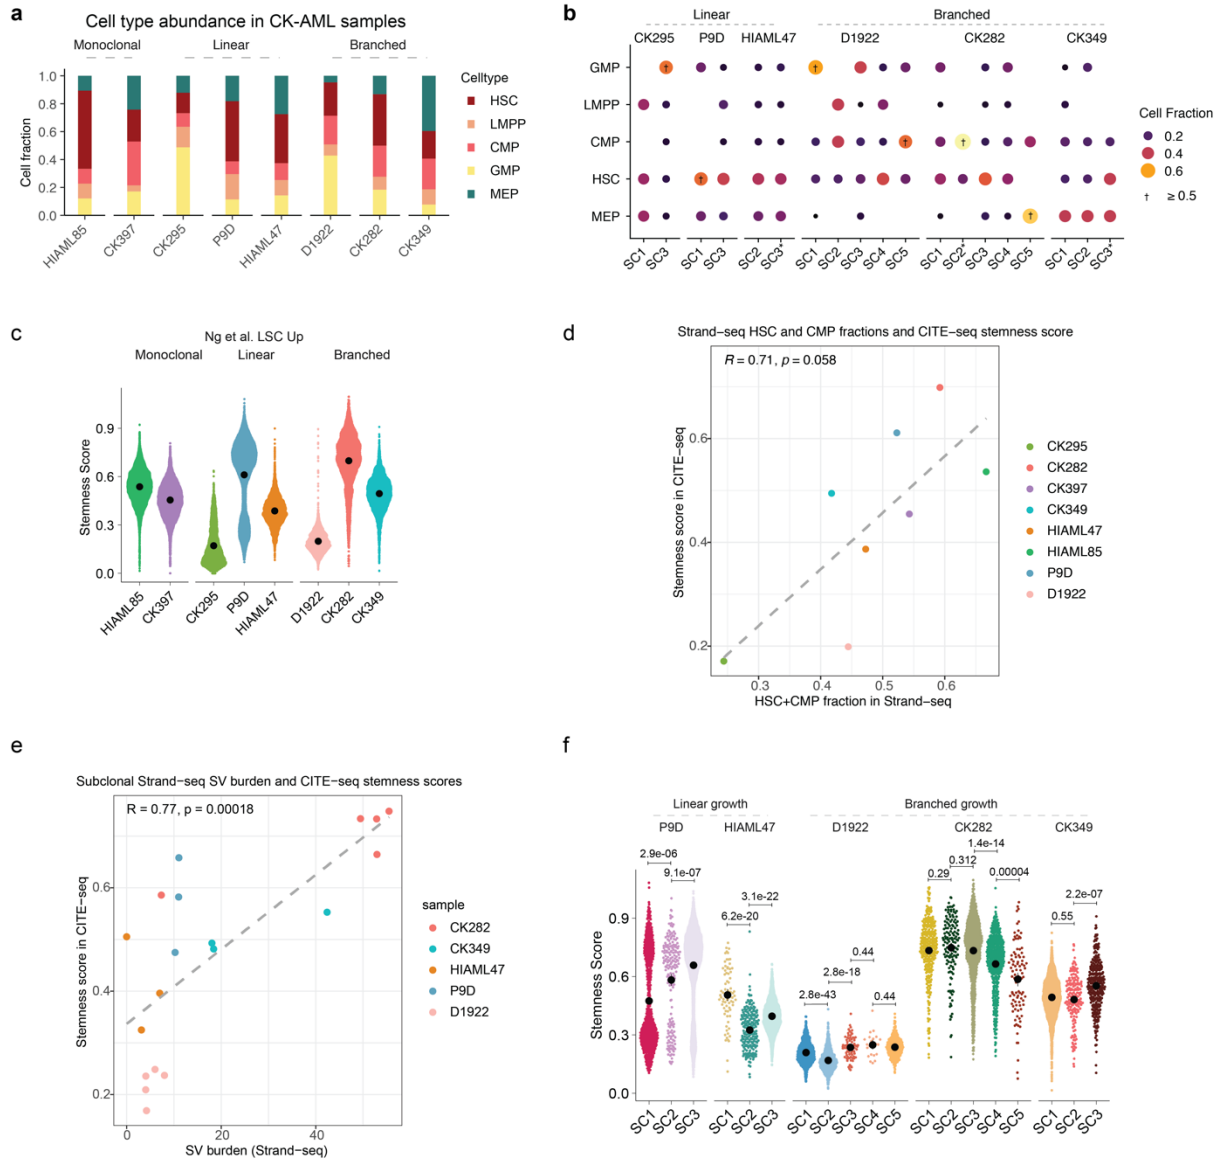 a
Cell type abundance in CK-AML samples
Monoclonal Linear Branched
1.0
0.8
0.6
0.4
0.2
0.0
Cell fraction
HIAML85 CK397 CK295 P9D HIAML47 D1922 CK282 CK349
Celltype
HSC
LMPP
CMP
GMP
MEP
b
Linear Branched
CK295 P9D HIAML47 D1922 CK282 CK349
GMP † †
LMPP
CMP † †
HSC †
MEP †
SC1 SC3 SC1 SC3 SC2 SC3* SC1 SC2 SC3 SC4 SC5 SC1 SC2* SC3 SC4 SC5 SC1 SC2 SC3*
Cell Fraction
0.2
0.4
0.6
† ≥ 0.5
c
Ng et al. LSC Up
Monoclonal Linear Branched
0.9
0.6
0.3
0.0
Stemness Score
HIAML85 CK397 CK295 P9D HIAML47 D1922 CK282 CK349
d
Strand−seq HSC and CMP fractions and CITE−seq stemness score
R = 0.71, p = 0.058
0.6
0.4
0.2
Stemness score in CITE−seq
0.3 0.4 0.5 0.6
HSC+CMP fraction in Strand−seq
CK295
CK282
CK397
CK349
HIAML47
HIAML85
P9D
D1922
e
Subclonal Strand−seq SV burden and CITE−seq stemness scores
R = 0.77, p = 0.00018
0.6
0.4
0.2
Stemness score in CITE−seq
0 20 40
SV burden (Strand−seq)
sample
CK282
CK349
HIAML47
P9D
D1922
f
Linear growth Branched growth
P9D HIAML47 D1922 CK282 CK349
2.9e−06 9.1e−07 6.2e−20 3.1e−22 2.8e−43 2.8e−18 0.44 0.44 0.29 0.312 1.4e−14 0.00004 0.55 2.2e−07
0.9
0.6
0.3
0.0
Stemness Score
SC1 SC2 SC3 SC1 SC2 SC3 SC1 SC2 SC3 SC4 SC5 SC1 SC2 SC3 SC4 SC5 SC1 SC2 SC3